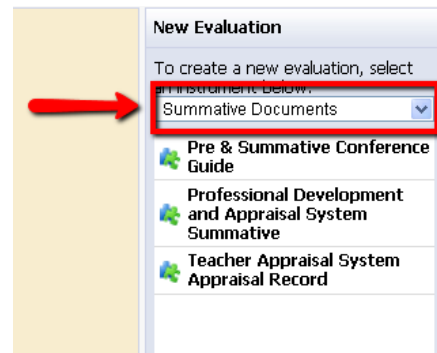 New Evaluation
To create a new evaluation, select
an instrument below.
Summative Documents
Pre & Summative Conference
Guide
Professional Development
and Appraisal System
Summative
Teacher Appraisal System
Appraisal Record